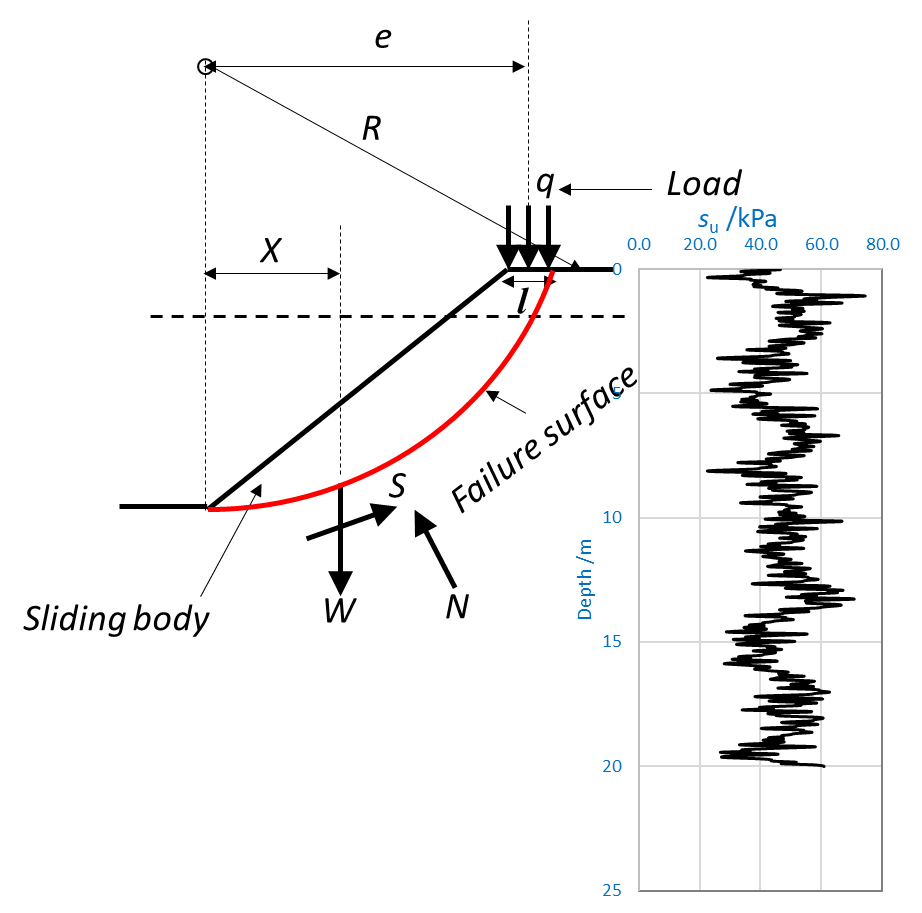 e
R
q
Load
su /kPa
X
0.0 20.0 40.0 60.0 80.0
0
l
5
Failure surface
S
10
Depth /m
Sliding body
W
N
15
20
25